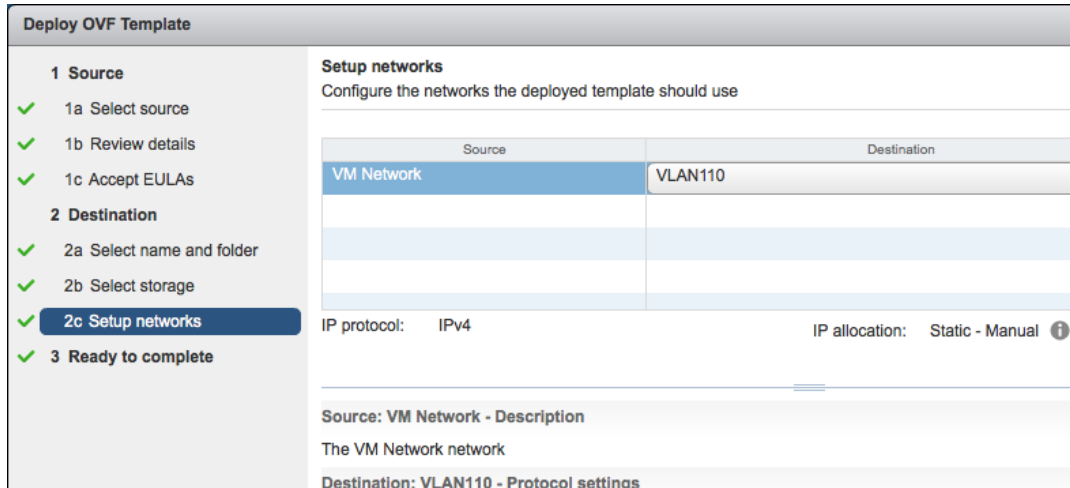 Deploy OVF Template
1 Source
1a Select source
1b Review details
1c Accept EULAs
2 Destination
2a Select name and folder
2b Select storage
2c Setup networks
3 Ready to complete
Setup networks
Configure the networks the deployed template should use
Source Destination
VM Network VLAN110
IP protocol: IPv4 IP allocation: Static - Manual
Source: VM Network - Description
The VM Network network
Destination: VLAN110 - Protocol settings